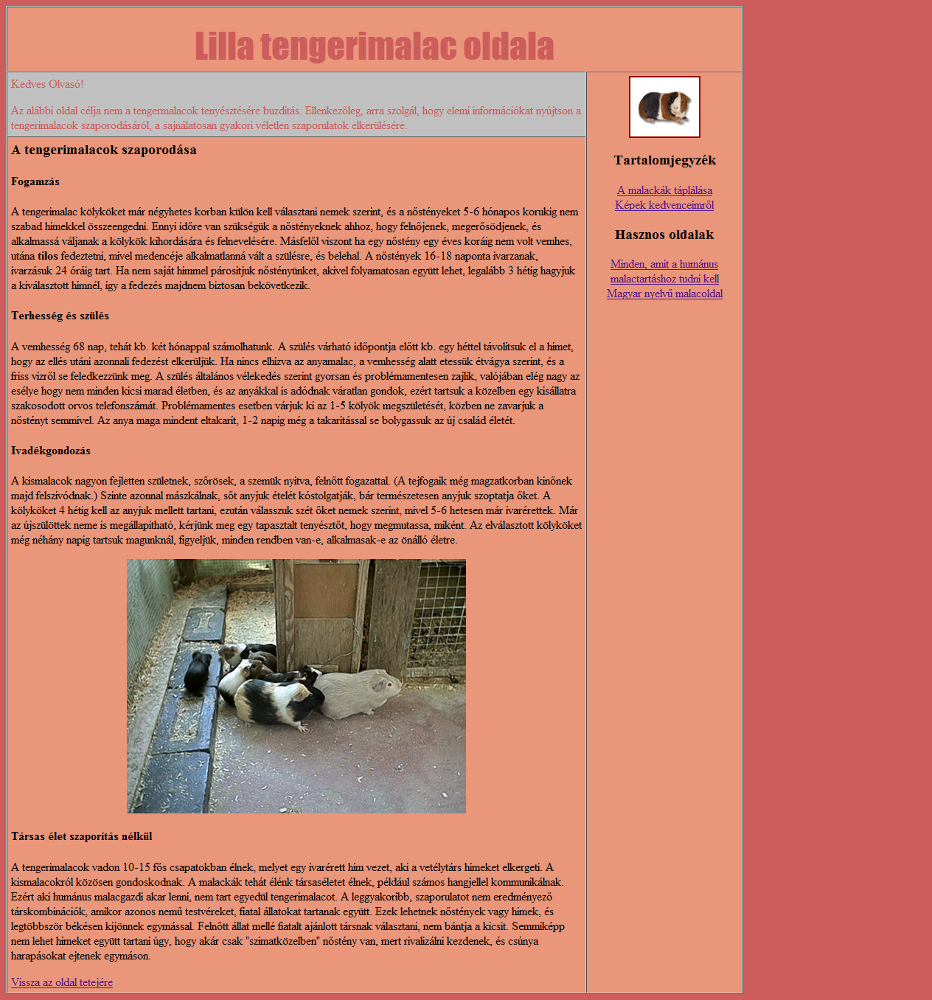 Lilla tengerimalac oldala
Kedves Olvasó!
Az alábbi oldal célja nem a tengermalacok tenyésztésére buzdítás. Ellenkezőleg, arra szolgál, hogy elemi információkat nyújtson a
tengerimalacok szaporodásáról, a sajnálatosan gyakori véletlen szaporulatok elkerülésére.
A tengerimalacok szaporodása
Fogamzás
A tengerimalac kölyköket már négyhetes korban külön kell választani nemek szerint, és a nőstényeket 5-6 hónapos korukig nem
szabad hímekkel összeengedni. Ennyi időre van szükségük a nőstényeknek ahhoz, hogy felnőjenek, megerősödjenek, és
alkalmassá váljanak a kölykök kihordására és felnevelésére. Másfelől viszont ha egy nőstény egy éves koráig nem volt vemhes,
utána tilos fedeztetni, mivel medencéje alkalmatlanná vált a szülésre, és belehal. A nőstények 16-18 naponta ivarzanak,
ivarzásuk 24 óráig tart. Ha nem saját hímmel párosítjuk nőstényünket, akivel folyamatosan együtt lehet, legalább 3 hétig hagyjuk
a kiválasztott hímnél, így a fedezés majdnem biztosan bekövetkezik.
Terhesség és szülés
A vemhesség 68 nap, tehát kb. két hónappal számolhatunk. A szülés várható időpontja előtt kb. egy héttel távolítsuk el a hímet,
hogy az ellés utáni azonnali fedezést elkerüljük. Ha nincs elhízva az anyamalac, a vemhesség alatt etessük étvágya szerint, és a
friss vízről se feledkezzünk meg. A szülés általános vélekedés szerint gyorsan és problémamentesen zajlik, valójában elég nagy az
esélye hogy nem minden kicsi marad életben, és az anyákkal is adódnak váratlan gondok, ezért tartsuk a közelben egy kisállatra
szakosodott orvos telefonszámát. Problémamentes esetben várjuk ki az 1-5 kölyök megszületését, közben ne zavarjuk a
nőstényt semmivel. Az anya maga mindent eltakarít, 1-2 napig még a takarítással se bolygassuk az új család életét.
Ivadékgondozás
A kismalacok nagyon fejletten születnek, szőrösek, a szemük nyitva, felnőtt fogazattal. (A tejfogaik még magzatkorban kinőnek
majd felszívódnak.) Szinte azonnal mászkálnak, sőt anyjuk ételét kóstolgatják, bár természetesen anyjuk szoptatja őket. A
kölyköket 4 hétig kell az anyjuk mellett tartani, ezután válasszuk szét őket nemek szerint, mivel 5-6 hetesen már ivarérettek. Már
az újszülöttek neme is megállapítható, kérjünk meg egy tapasztalt tenyésztőt, hogy megmutassa, miként. Az elválasztott kölyköket
még néhány napig tartsuk magunknál, figyeljük, minden rendben van-e, alkalmasak-e az önálló életre.
Társas élet szaporítás nélkül
A tengerimalacok vadon 10-15 fős csapatokban élnek, melyet egy ivarérett hím vezet, aki a vetélytárs hímeket elkergeti. A
kismalacokról közösen gondoskodnak. A malackák tehát élénk társaséletet élnek, például számos hangjellel kommunikálnak.
Ezért aki humánus malacgazdi akar lenni, nem tart egyedül tengerimalacot. A leggyakoribb, szaporulatot nem eredményező
társkombinációk, amikor azonos nemű testvéreket, fiatal állatokat tartanak együtt. Ezek lehetnek nőstények vagy hímek, és
legtöbbször békésen kijönnek egymással. Felnőtt állat mellé fiatalt ajánlott társnak választani, nem bántja a kicsit. Semmiképp
nem lehet hímeket együtt tartani úgy, hogy akár csak "szimatközelben" nőstény van, mert rivalizálni kezdenek, és csúnya
harapásokat ejtenek egymáson.
Vissza az oldal tetejére
Tartalomjegyzék
A malackák táplálása
Képek kedvenceimről
Hasznos oldalak
Minden, amit a humánus
malactartáshoz tudni kell
Magyar nyelvű malacoldal